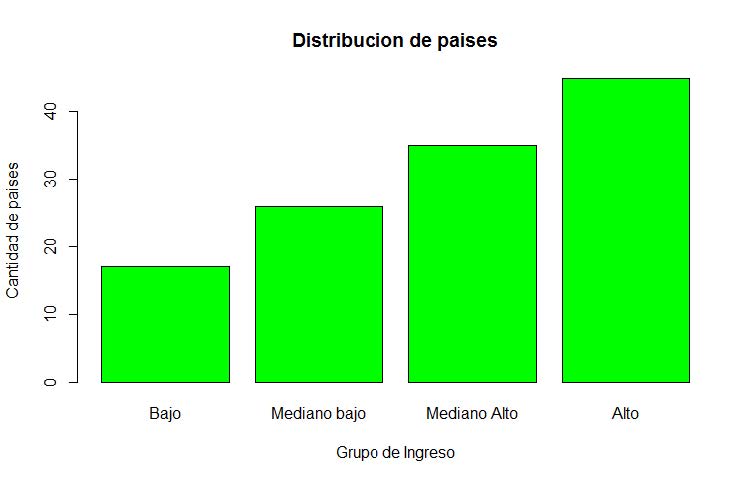 Distribucion de paises
Cantidad de paises
40
30
20
10
0
Bajo
Mediano bajo
Mediano Alto
Alto
Grupo de Ingreso